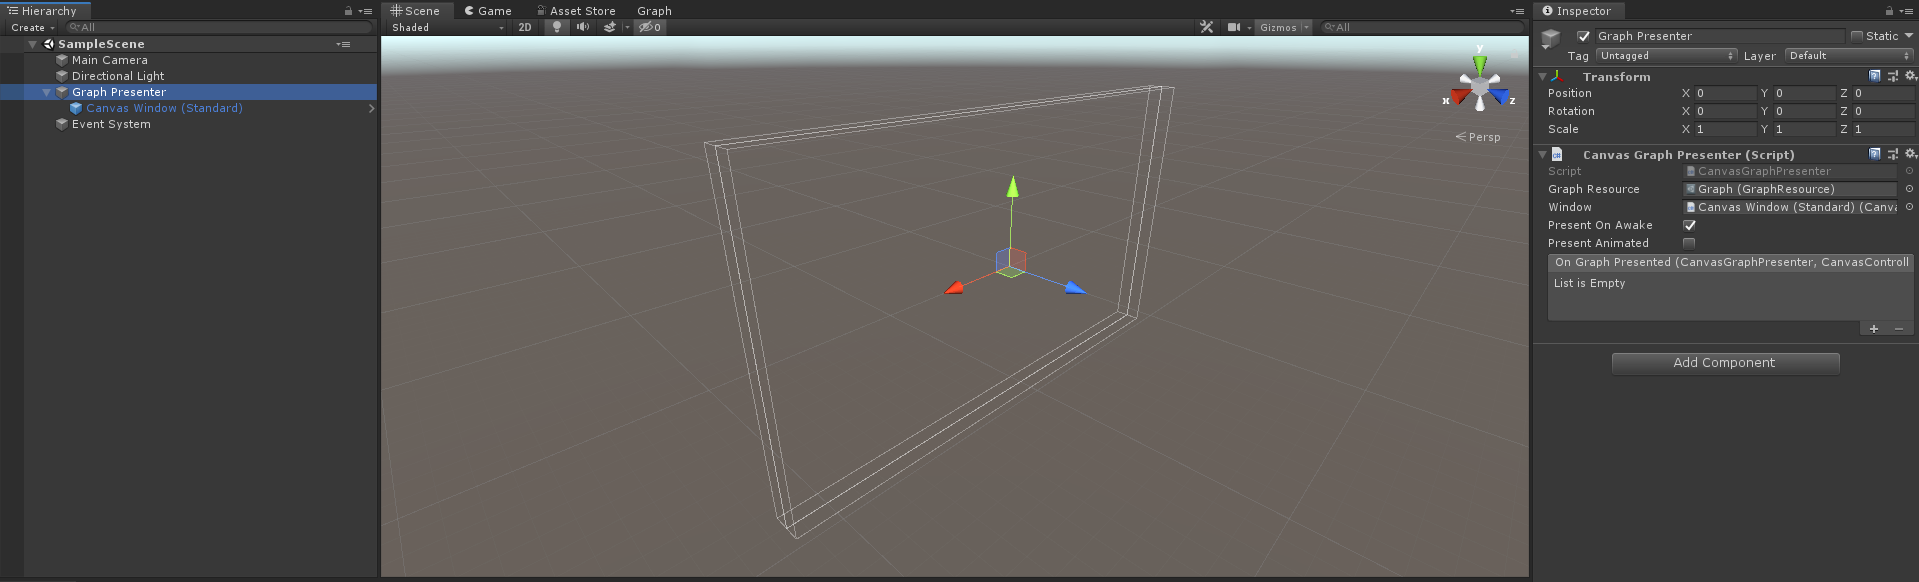 Hierarchy
Create
All
SampleScene
Main Camera
Directional Light
Graph Presenter
Canvas Window (Standard)
Event System
Scene
Game
Asset Store
Graph
Shaded
2D
0
Gizmos
All
y
x
z
Persp
Inspector
Graph Presenter
Static
Tag
Untagged
Layer
Default
Transform
Position X 0 Y 0 Z 0
Rotation X 0 Y 0 Z 0
Scale X 1 Y 1 Z 1
Canvas Graph Presenter (Script)
Script CanvasGraphPresenter
Graph Resource Graph (GraphResource)
Window Canvas Window (Standard) (Canva
Present On Awake
Present Animated
On Graph Presented (CanvasGraphPresenter, CanvasControll
List is Empty
Add Component